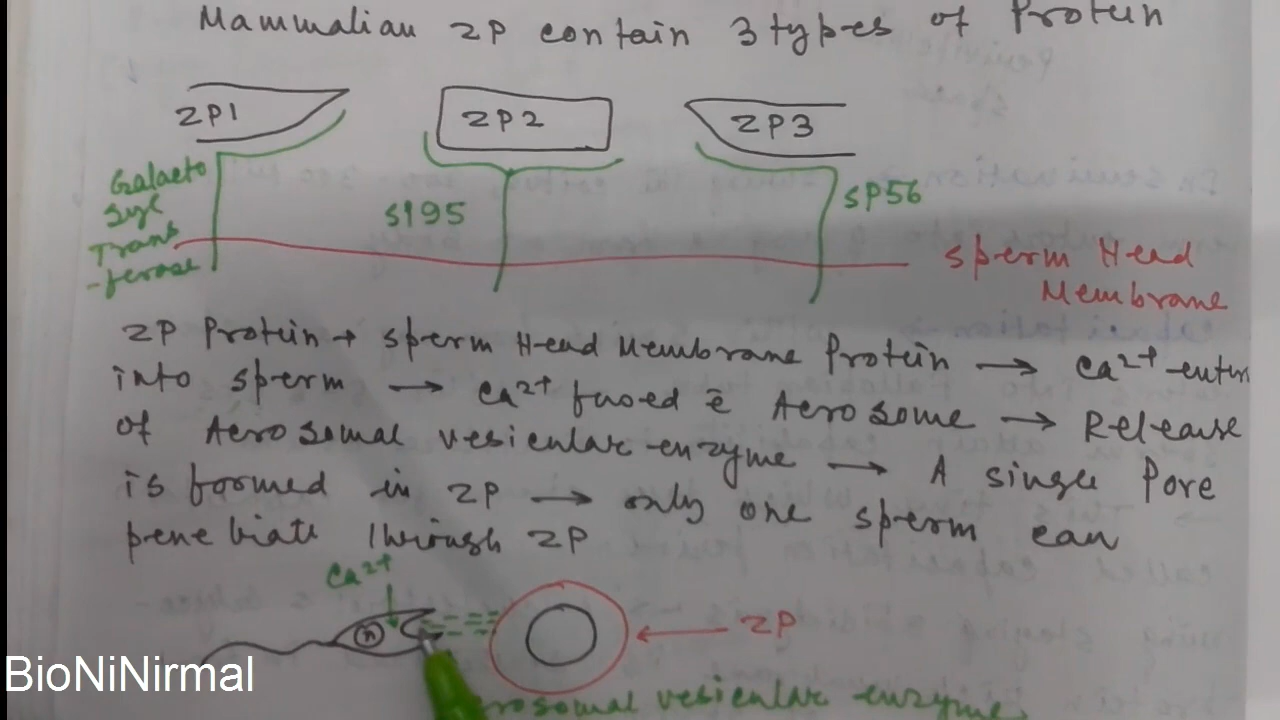 Mammalian ZP contain 3 types of Protein
ZP1
ZP2
ZP3
Galacto
syl
Trans
-ferase
S195
SP56
sperm Head
Membrane
ZP Protein + sperm Head Membrane Protein → Ca2+ enter
into sperm → Ca2+ fused c̄ Acrosome → Release
of Acrosomal vesicular enzyme → A single Pore
is formed in ZP → only one sperm can
penetrate through ZP
Ca2+
n
ZP
rosomal vesicular enzyme
BioNiNirmal